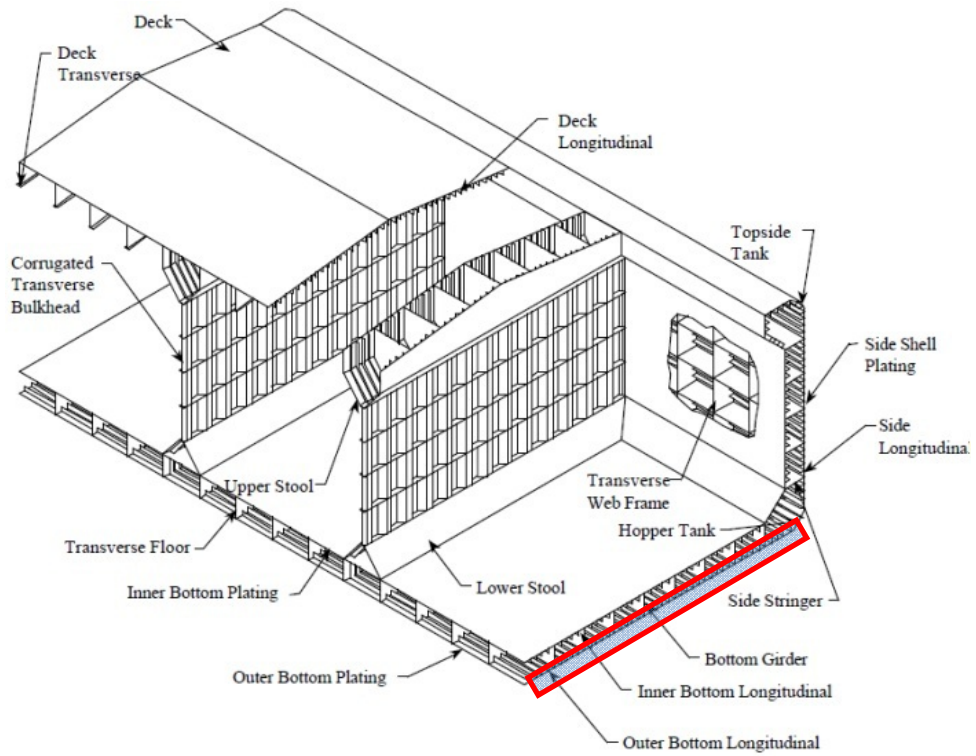 Deck
Deck
Transverse
Deck
Longitudinal
Topside
Tank
Corrugated
Transverse
Bulkhead
Side Shell
Plating
Side
Longitudinal
Upper Stool
Transverse
Web Frame
Hopper Tank
Transverse Floor
Inner Bottom Plating
Lower Stool
Side Stringer
Outer Bottom Plating
Bottom Girder
Inner Bottom Longitudinal
Outer Bottom Longitudinal